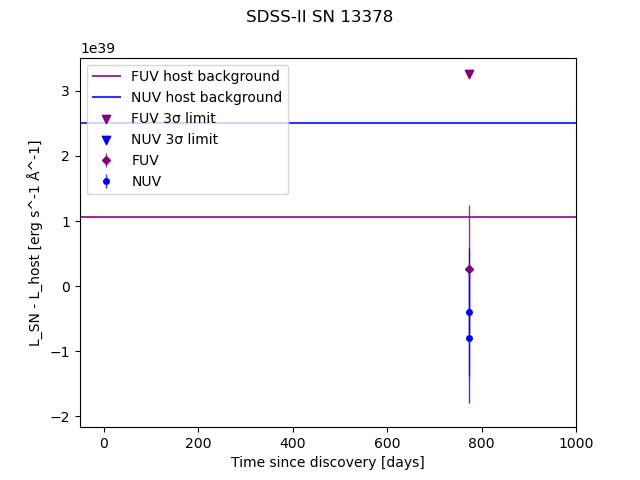 SDSS-II SN 13378
1e39
FUV host background
NUV host background
FUV 3σ limit
NUV 3σ limit
FUV
NUV
3
2
1
0
−1
−2
L_SN - L_host [erg s^-1 Å^-1]
0 200 400 600 800 1000
Time since discovery [days]